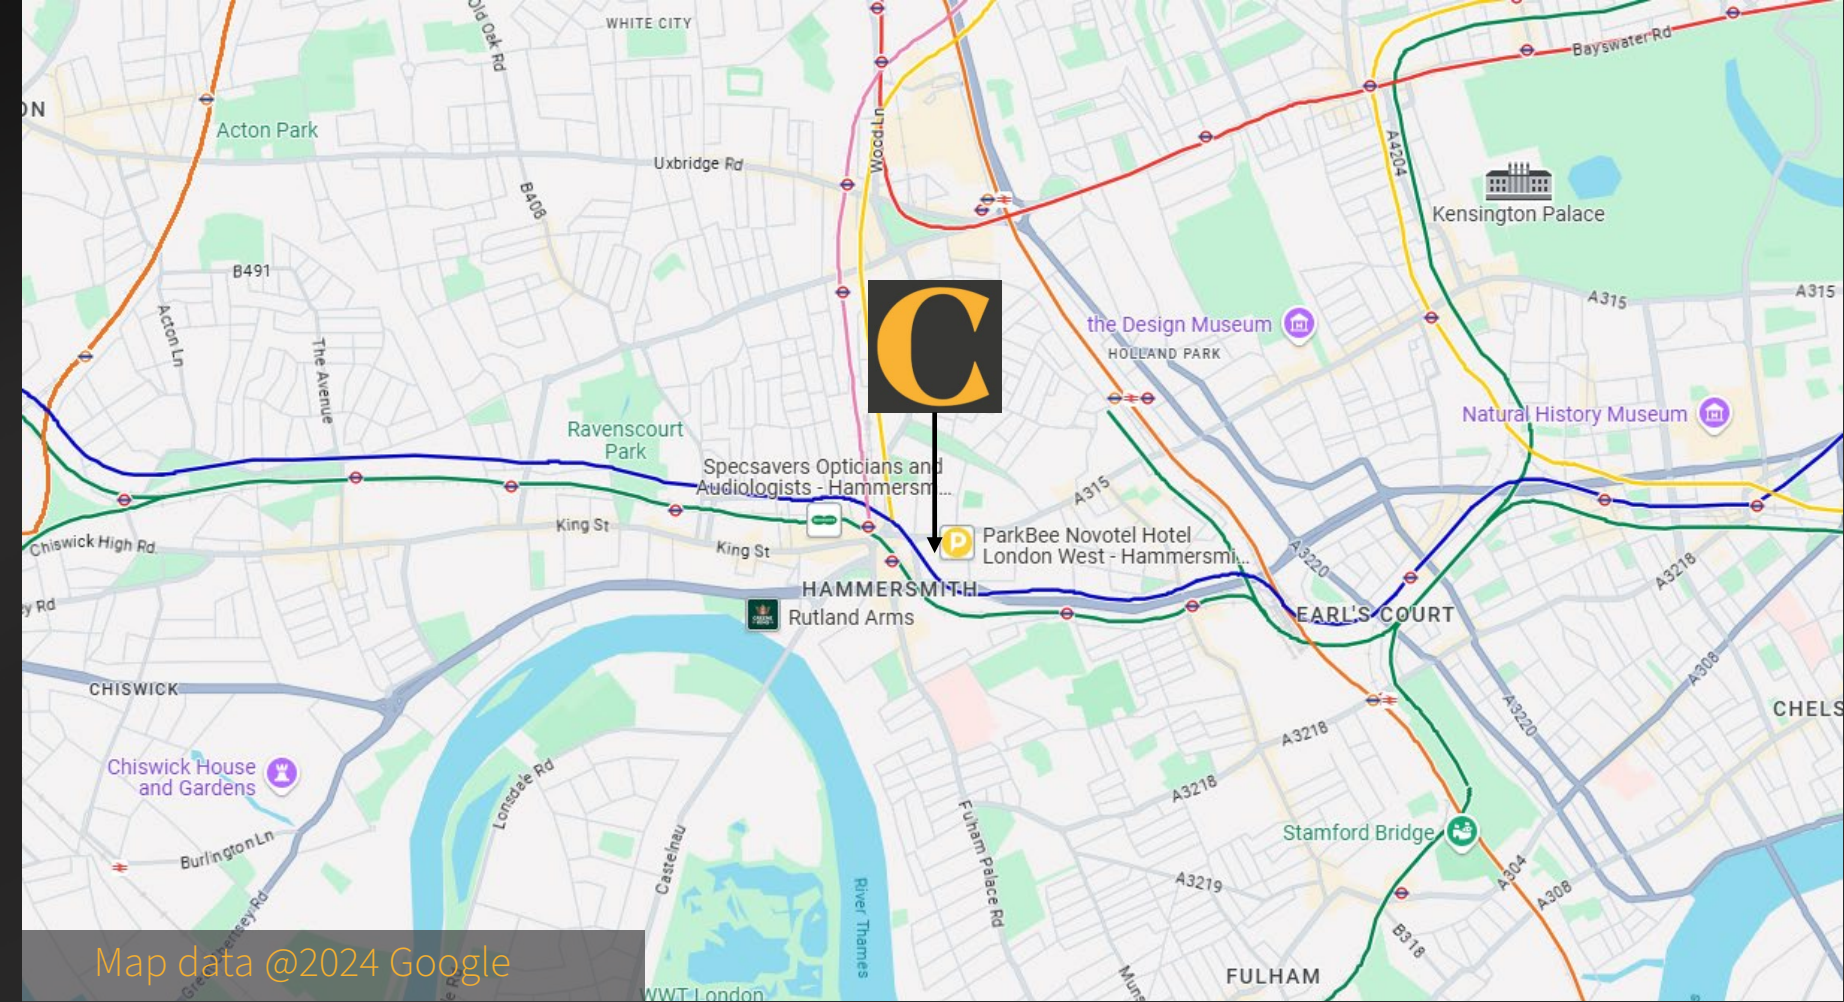 WHITE CITY
Old Oak Rd
Bayswater Rd
ON
Acton Park
Wood Ln
Uxbridge Rd
A4204
B408
Kensington Palace
B491
A315
A315
C
Acton Ln
The Avenue
the Design Museum
HOLLAND PARK
Natural History Museum
Ravenscourt
Park
Specsavers Opticians and
Audiologists - Hammersm...
A315
King St
King St
P
ParkBee Novotel Hotel
London West - Hammersmi...
Chiswick High Rd
A3220
A3218
HAMMERSMITH
ey Rd
Rutland Arms
EARL'S COURT
CHISWICK
A308
A3220
CHELS
A3218
Chiswick House
and Gardens
Lonsdale Rd
A3218
Stamford Bridge
Burlington Ln
Castelnau
Fulham Palace Rd
A3219
A304
A308
River Thames
B318
Map data @2024 Google
FULHAM
Muns
WWT London